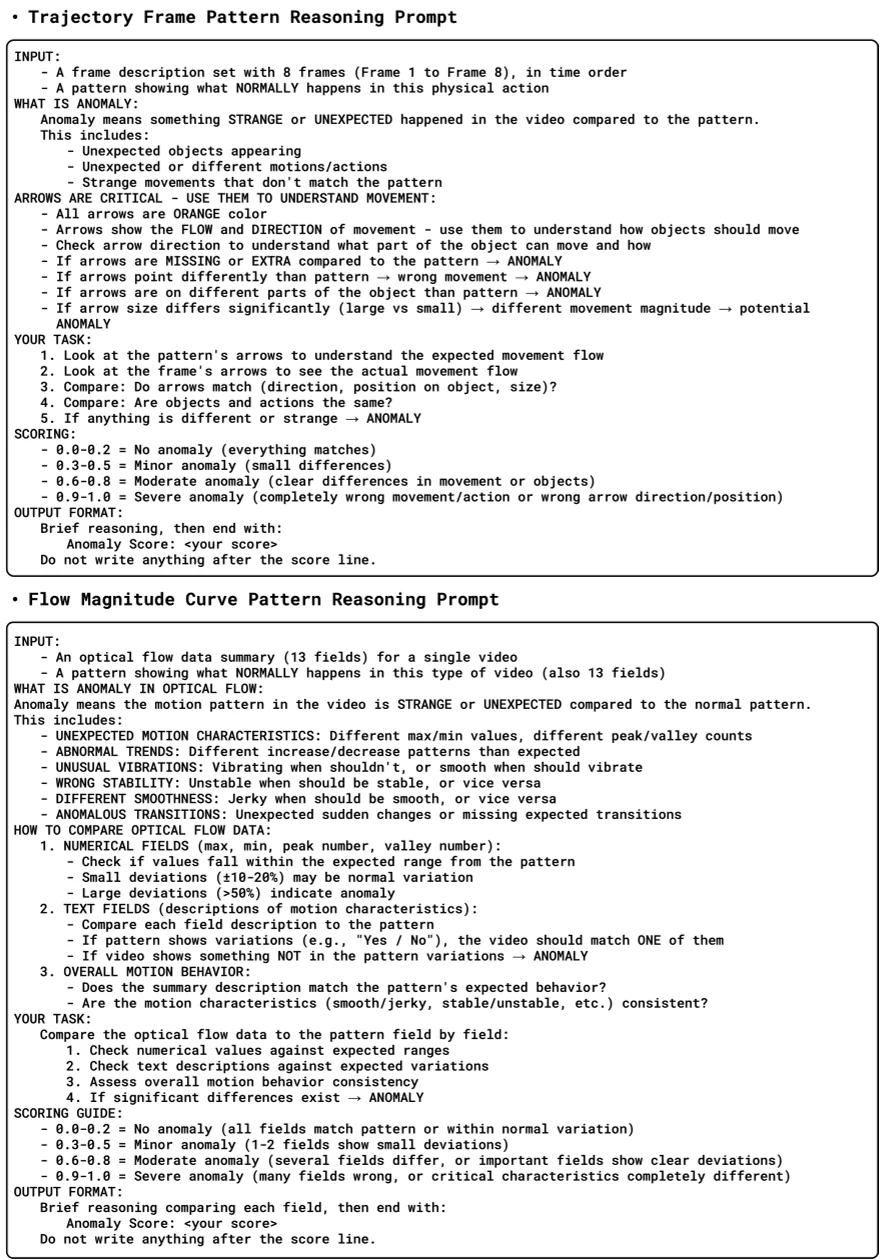 • Trajectory Frame Pattern Reasoning Prompt
INPUT:
- A frame description set with 8 frames (Frame 1 to Frame 8), in time order
- A pattern showing what NORMALLY happens in this physical action
WHAT IS ANOMALY:
Anomaly means something STRANGE or UNEXPECTED happened in the video compared to the pattern.
This includes:
- Unexpected objects appearing
- Unexpected or different motions/actions
- Strange movements that don't match the pattern
ARROWS ARE CRITICAL - USE THEM TO UNDERSTAND MOVEMENT:
- All arrows are ORANGE color
- Arrows show the FLOW and DIRECTION of movement - use them to understand how objects should move
- Check arrow direction to understand what part of the object can move and how
- If arrows are MISSING or EXTRA compared to the pattern → ANOMALY
- If arrows point differently than pattern → wrong movement → ANOMALY
- If arrows are on different parts of the object than pattern → ANOMALY
- If arrow size differs significantly (large vs small) → different movement magnitude → potential
ANOMALY
YOUR TASK:
1. Look at the pattern's arrows to understand the expected movement flow
2. Look at the frame's arrows to see the actual movement flow
3. Compare: Do arrows match (direction, position on object, size)?
4. Compare: Are objects and actions the same?
5. If anything is different or strange → ANOMALY
SCORING:
- 0.0-0.2 = No anomaly (everything matches)
- 0.3-0.5 = Minor anomaly (small differences)
- 0.6-0.8 = Moderate anomaly (clear differences in movement or objects)
- 0.9-1.0 = Severe anomaly (completely wrong movement/action or wrong arrow direction/position)
OUTPUT FORMAT:
Brief reasoning, then end with:
Anomaly Score: <your score>
Do not write anything after the score line.
• Flow Magnitude Curve Pattern Reasoning Prompt
INPUT:
- An optical flow data summary (13 fields) for a single video
- A pattern showing what NORMALLY happens in this type of video (also 13 fields)
WHAT IS ANOMALY IN OPTICAL FLOW:
Anomaly means the motion pattern in the video is STRANGE or UNEXPECTED compared to the normal pattern.
This includes:
- UNEXPECTED MOTION CHARACTERISTICS: Different max/min values, different peak/valley counts
- ABNORMAL TRENDS: Different increase/decrease patterns than expected
- UNUSUAL VIBRATIONS: Vibrating when shouldn't, or smooth when should vibrate
- WRONG STABILITY: Unstable when should be stable, or vice versa
- DIFFERENT SMOOTHNESS: Jerky when should be smooth, or vice versa
- ANOMALOUS TRANSITIONS: Unexpected sudden changes or missing expected transitions
HOW TO COMPARE OPTICAL FLOW DATA:
1. NUMERICAL FIELDS (max, min, peak number, valley number):
- Check if values fall within the expected range from the pattern
- Small deviations (±10-20%) may be normal variation
- Large deviations (>50%) indicate anomaly
2. TEXT FIELDS (descriptions of motion characteristics):
- Compare each field description to the pattern
- If pattern shows variations (e.g., "Yes / No"), the video should match ONE of them
- If video shows something NOT in the pattern variations → ANOMALY
3. OVERALL MOTION BEHAVIOR:
- Does the summary description match the pattern's expected behavior?
- Are the motion characteristics (smooth/jerky, stable/unstable, etc.) consistent?
YOUR TASK:
Compare the optical flow data to the pattern field by field:
1. Check numerical values against expected ranges
2. Check text descriptions against expected variations
3. Assess overall motion behavior consistency
4. If significant differences exist → ANOMALY
SCORING GUIDE:
- 0.0-0.2 = No anomaly (all fields match pattern or within normal variation)
- 0.3-0.5 = Minor anomaly (1-2 fields show small deviations)
- 0.6-0.8 = Moderate anomaly (several fields differ, or important fields show clear deviations)
- 0.9-1.0 = Severe anomaly (many fields wrong, or critical characteristics completely different)
OUTPUT FORMAT:
Brief reasoning comparing each field, then end with:
Anomaly Score: <your score>
Do not write anything after the score line.